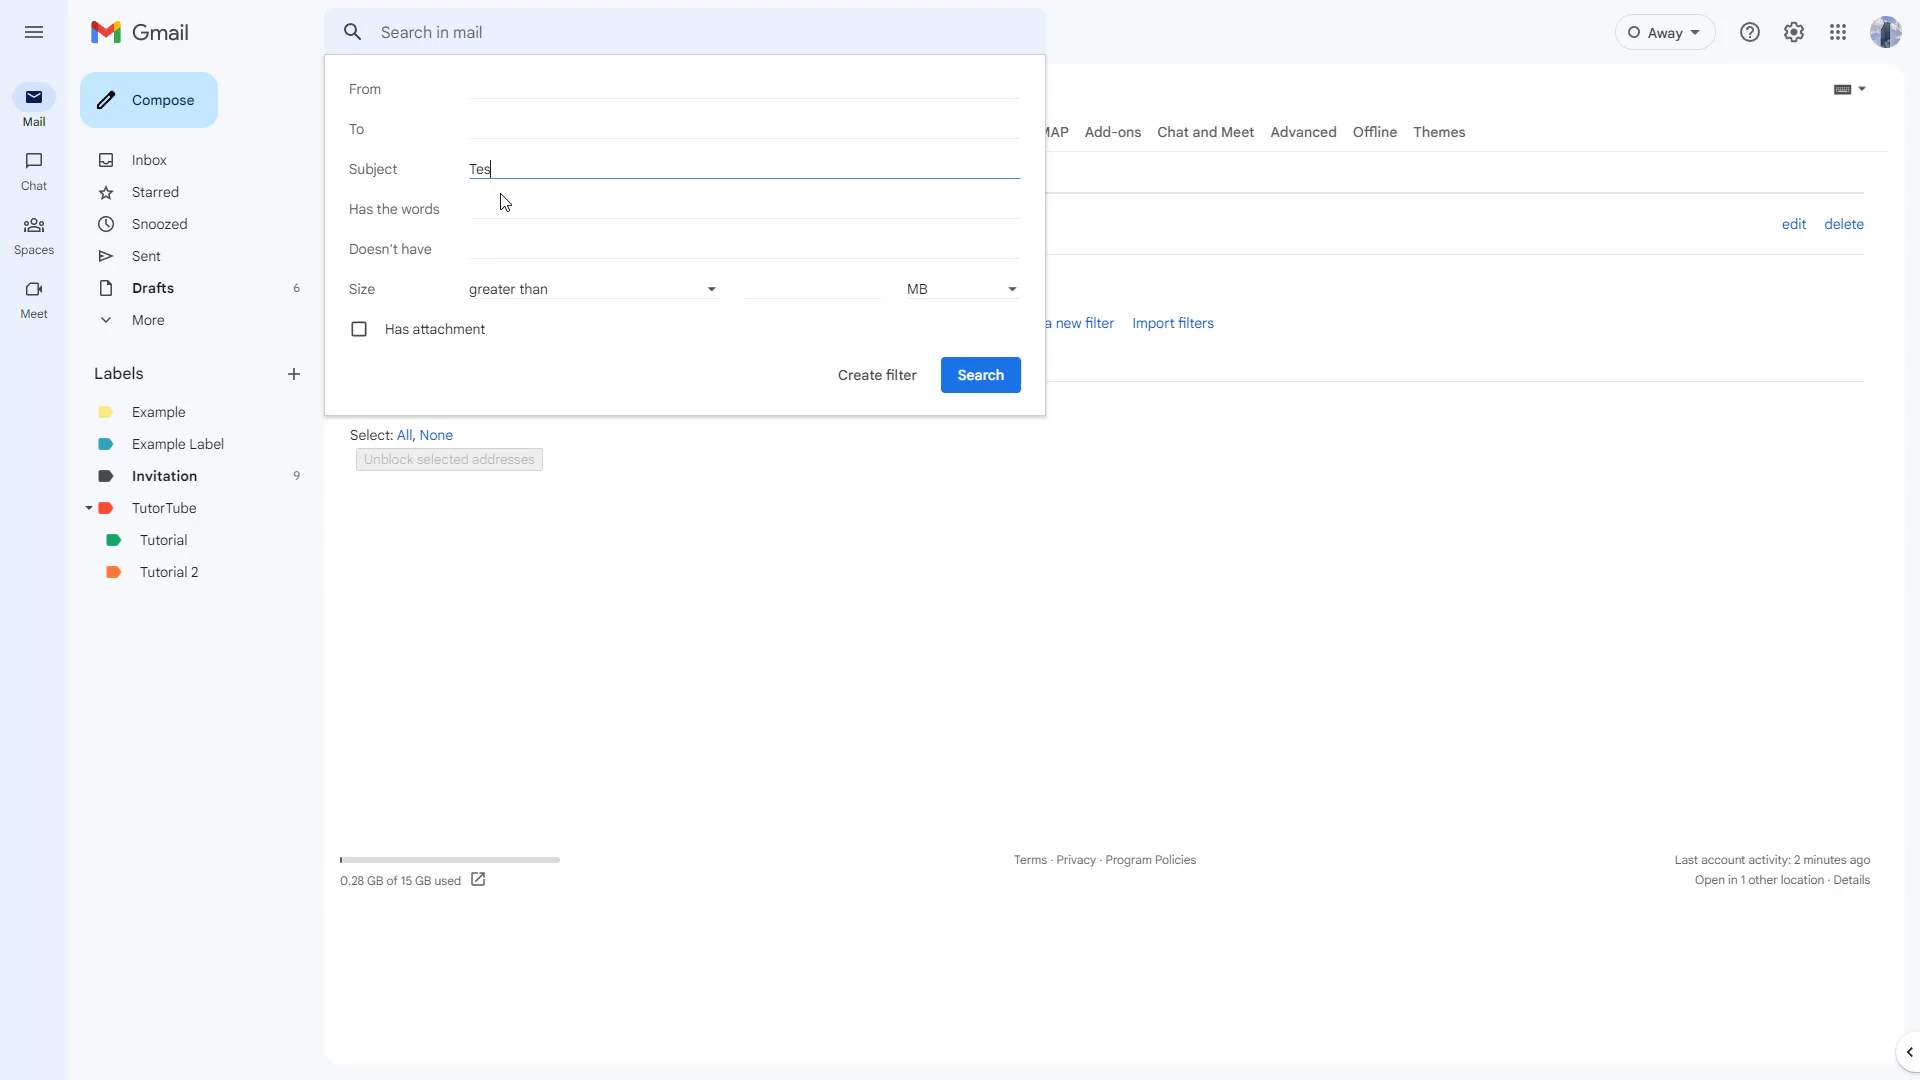 Gmail
Search in mail
Away
Compose
Mail
Chat
Spaces
Meet
Inbox
Starred
Snoozed
Sent
Drafts 6
More
Labels
Example
Example Label
Invitation 9
TutorTube
Tutorial
Tutorial 2
From
To
Subject Tes
Has the words
Doesn't have
Size greater than MB
Has attachment
Create filter Search
MAP Add-ons Chat and Meet Advanced Offline Themes
edit delete
a new filter Import filters
Select: All, None
Unblock selected addresses
0.28 GB of 15 GB used
Terms · Privacy · Program Policies
Last account activity: 2 minutes ago
Open in 1 other location · Details